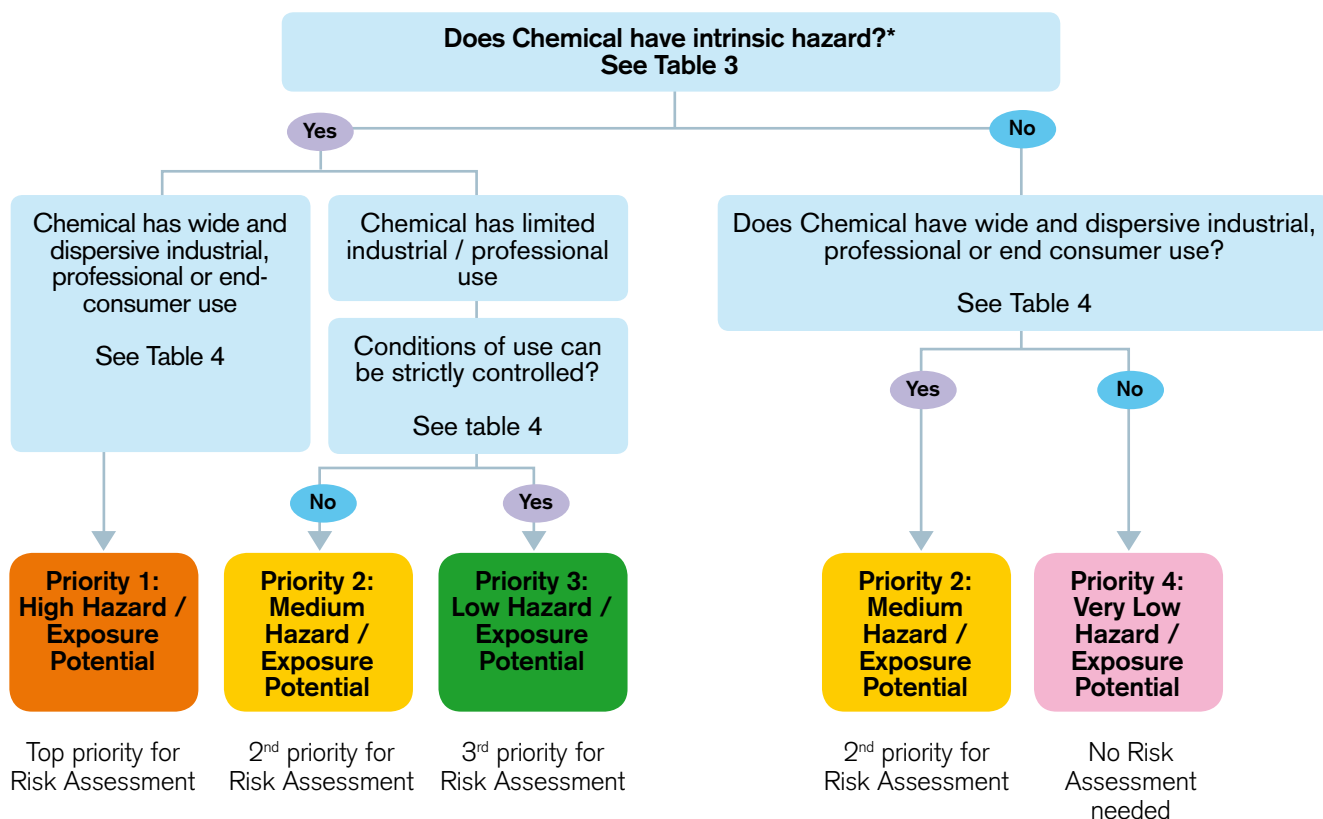 Does Chemical have intrinsic hazard?*
See Table 3
Yes
No
Chemical has wide and
dispersive industrial,
professional or end-
consumer use
See Table 4
Chemical has limited
industrial / professional
use
Conditions of use can
be strictly controlled?
See table 4
Does Chemical have wide and dispersive industrial,
professional or end consumer use?
See Table 4
No
Yes
Yes
No
Priority 1:
High Hazard /
Exposure
Potential
Priority 2:
Medium
Hazard /
Exposure
Potential
Priority 3:
Low Hazard /
Exposure
Potential
Priority 2:
Medium
Hazard /
Exposure
Potential
Priority 4:
Very Low
Hazard /
Exposure
Potential
Top priority for
Risk Assessment
2nd priority for
Risk Assessment
3rd priority for
Risk Assessment
2nd priority for
Risk Assessment
No Risk
Assessment
needed